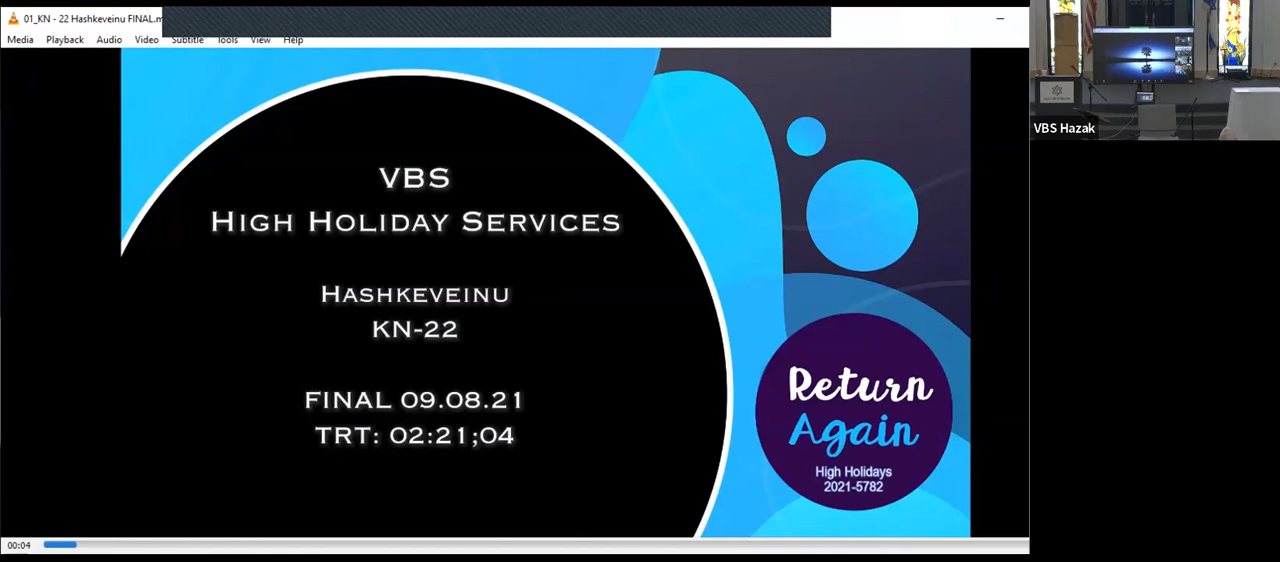 01_KN - 22 Hashkeveinu FINAL.m
Media Playback Audio Video Subtitle Tools View Help
VBS
HIGH HOLIDAY SERVICES
HASHKEVEINU
KN-22
FINAL 09.08.21
TRT: 02:21;04
Return
Again
High Holidays
2021-5782
00:04
VBS Hazak